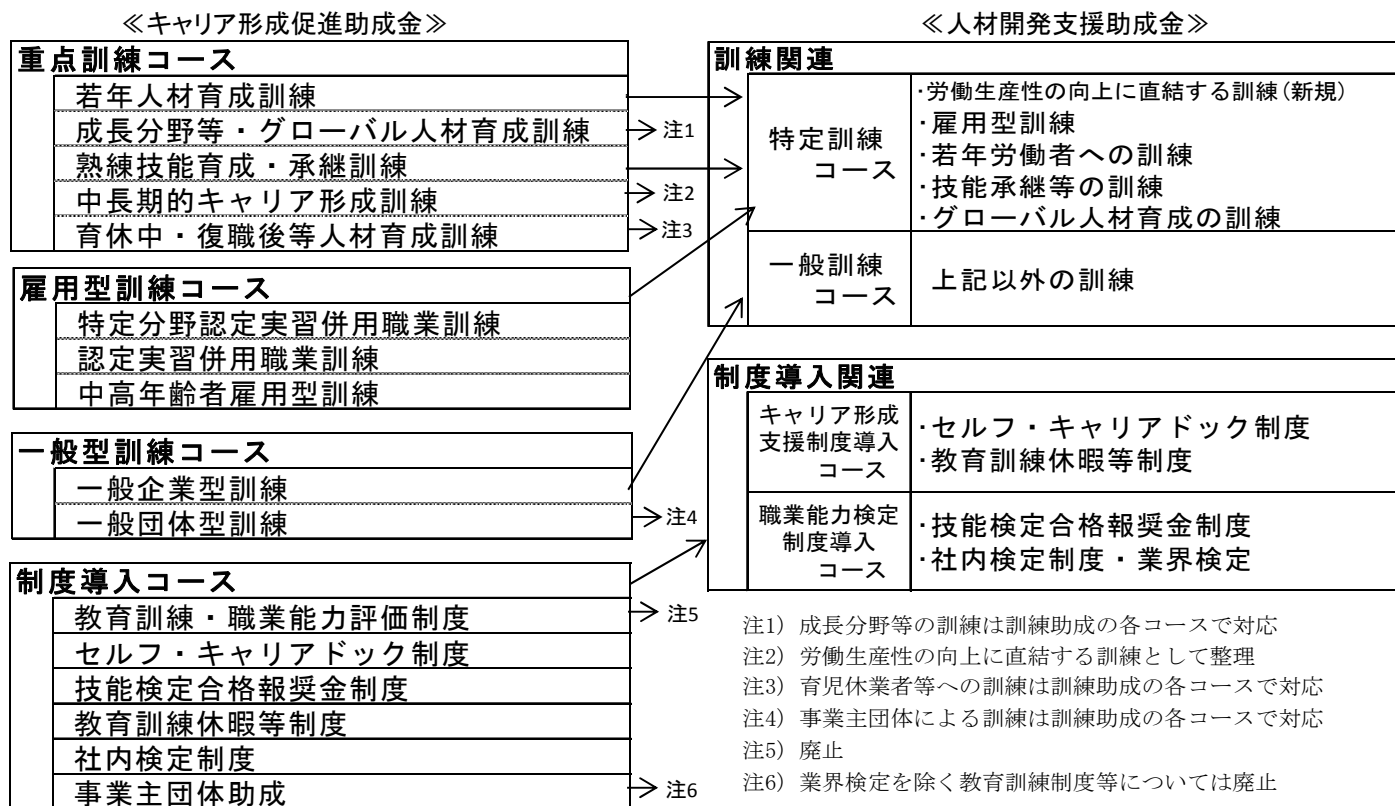 ≪キャリア形成促進助成金≫
重点訓練コース
若年人材育成訓練
成長分野等・グローバル人材育成訓練
注1
熟練技能育成・承継訓練
中長期的キャリア形成訓練
注2
育休中・復職後等人材育成訓練
注3
雇用型訓練コース
特定分野認定実習併用職業訓練
認定実習併用職業訓練
中高年齢者雇用型訓練
一般型訓練コース
一般企業型訓練
一般団体型訓練
注4
制度導入コース
教育訓練・職業能力評価制度
注5
セルフ・キャリアドック制度
技能検定合格報奨金制度
教育訓練休暇等制度
社内検定制度
事業主団体助成
注6
≪人材開発支援助成金≫
訓練関連
特定訓練
コース
・労働生産性の向上に直結する訓練(新規)
・雇用型訓練
・若年労働者への訓練
・技能承継等の訓練
・グローバル人材育成の訓練
一般訓練
コース
上記以外の訓練
制度導入関連
キャリア形成
支援制度導入
コース
・セルフ・キャリアドック制度
・教育訓練休暇等制度
職業能力検定
制度導入
コース
・技能検定合格報奨金制度
・社内検定制度・業界検定
注1) 成長分野等の訓練は訓練助成の各コースで対応
注2) 労働生産性の向上に直結する訓練として整理
注3) 育児休業者等への訓練は訓練助成の各コースで対応
注4) 事業主団体による訓練は訓練助成の各コースで対応
注5) 廃止
注6) 業界検定を除く教育訓練制度等については廃止